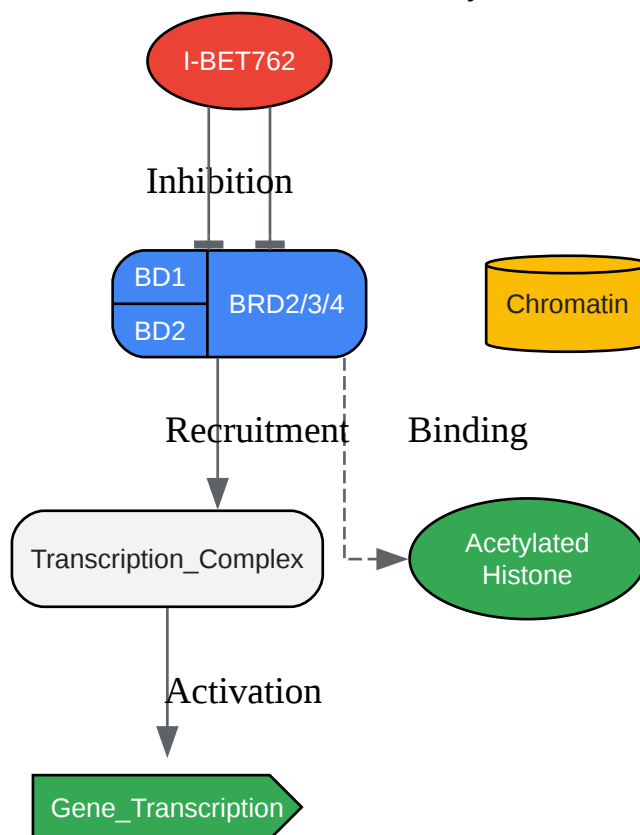 I-BET762
Inhibition
BD1
BD2
BRD2/3/4
Chromatin
Recruitment
Binding
Transcription_Complex
Acetylated
Histone
Activation
Gene_Transcription